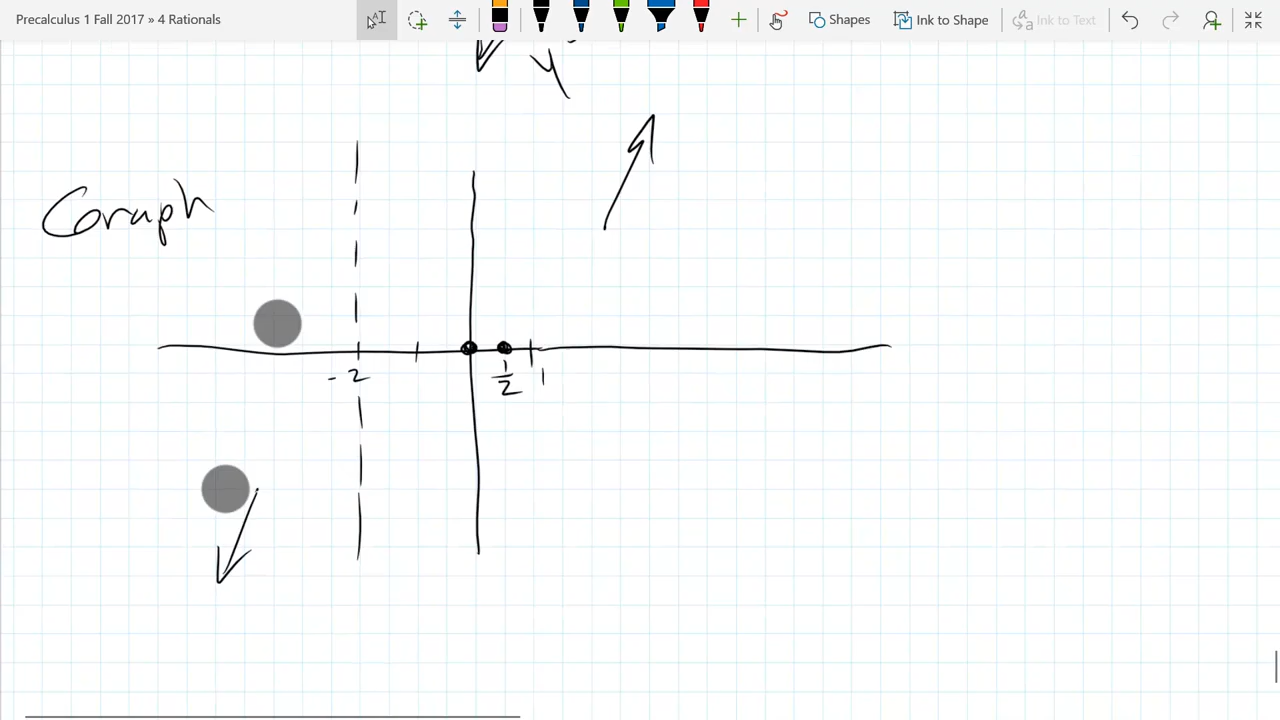 Precalculus 1 Fall 2017 » 4 Rationals
Shapes
Ink to Shape
Ink to Text
Graph
-2
1/2
1